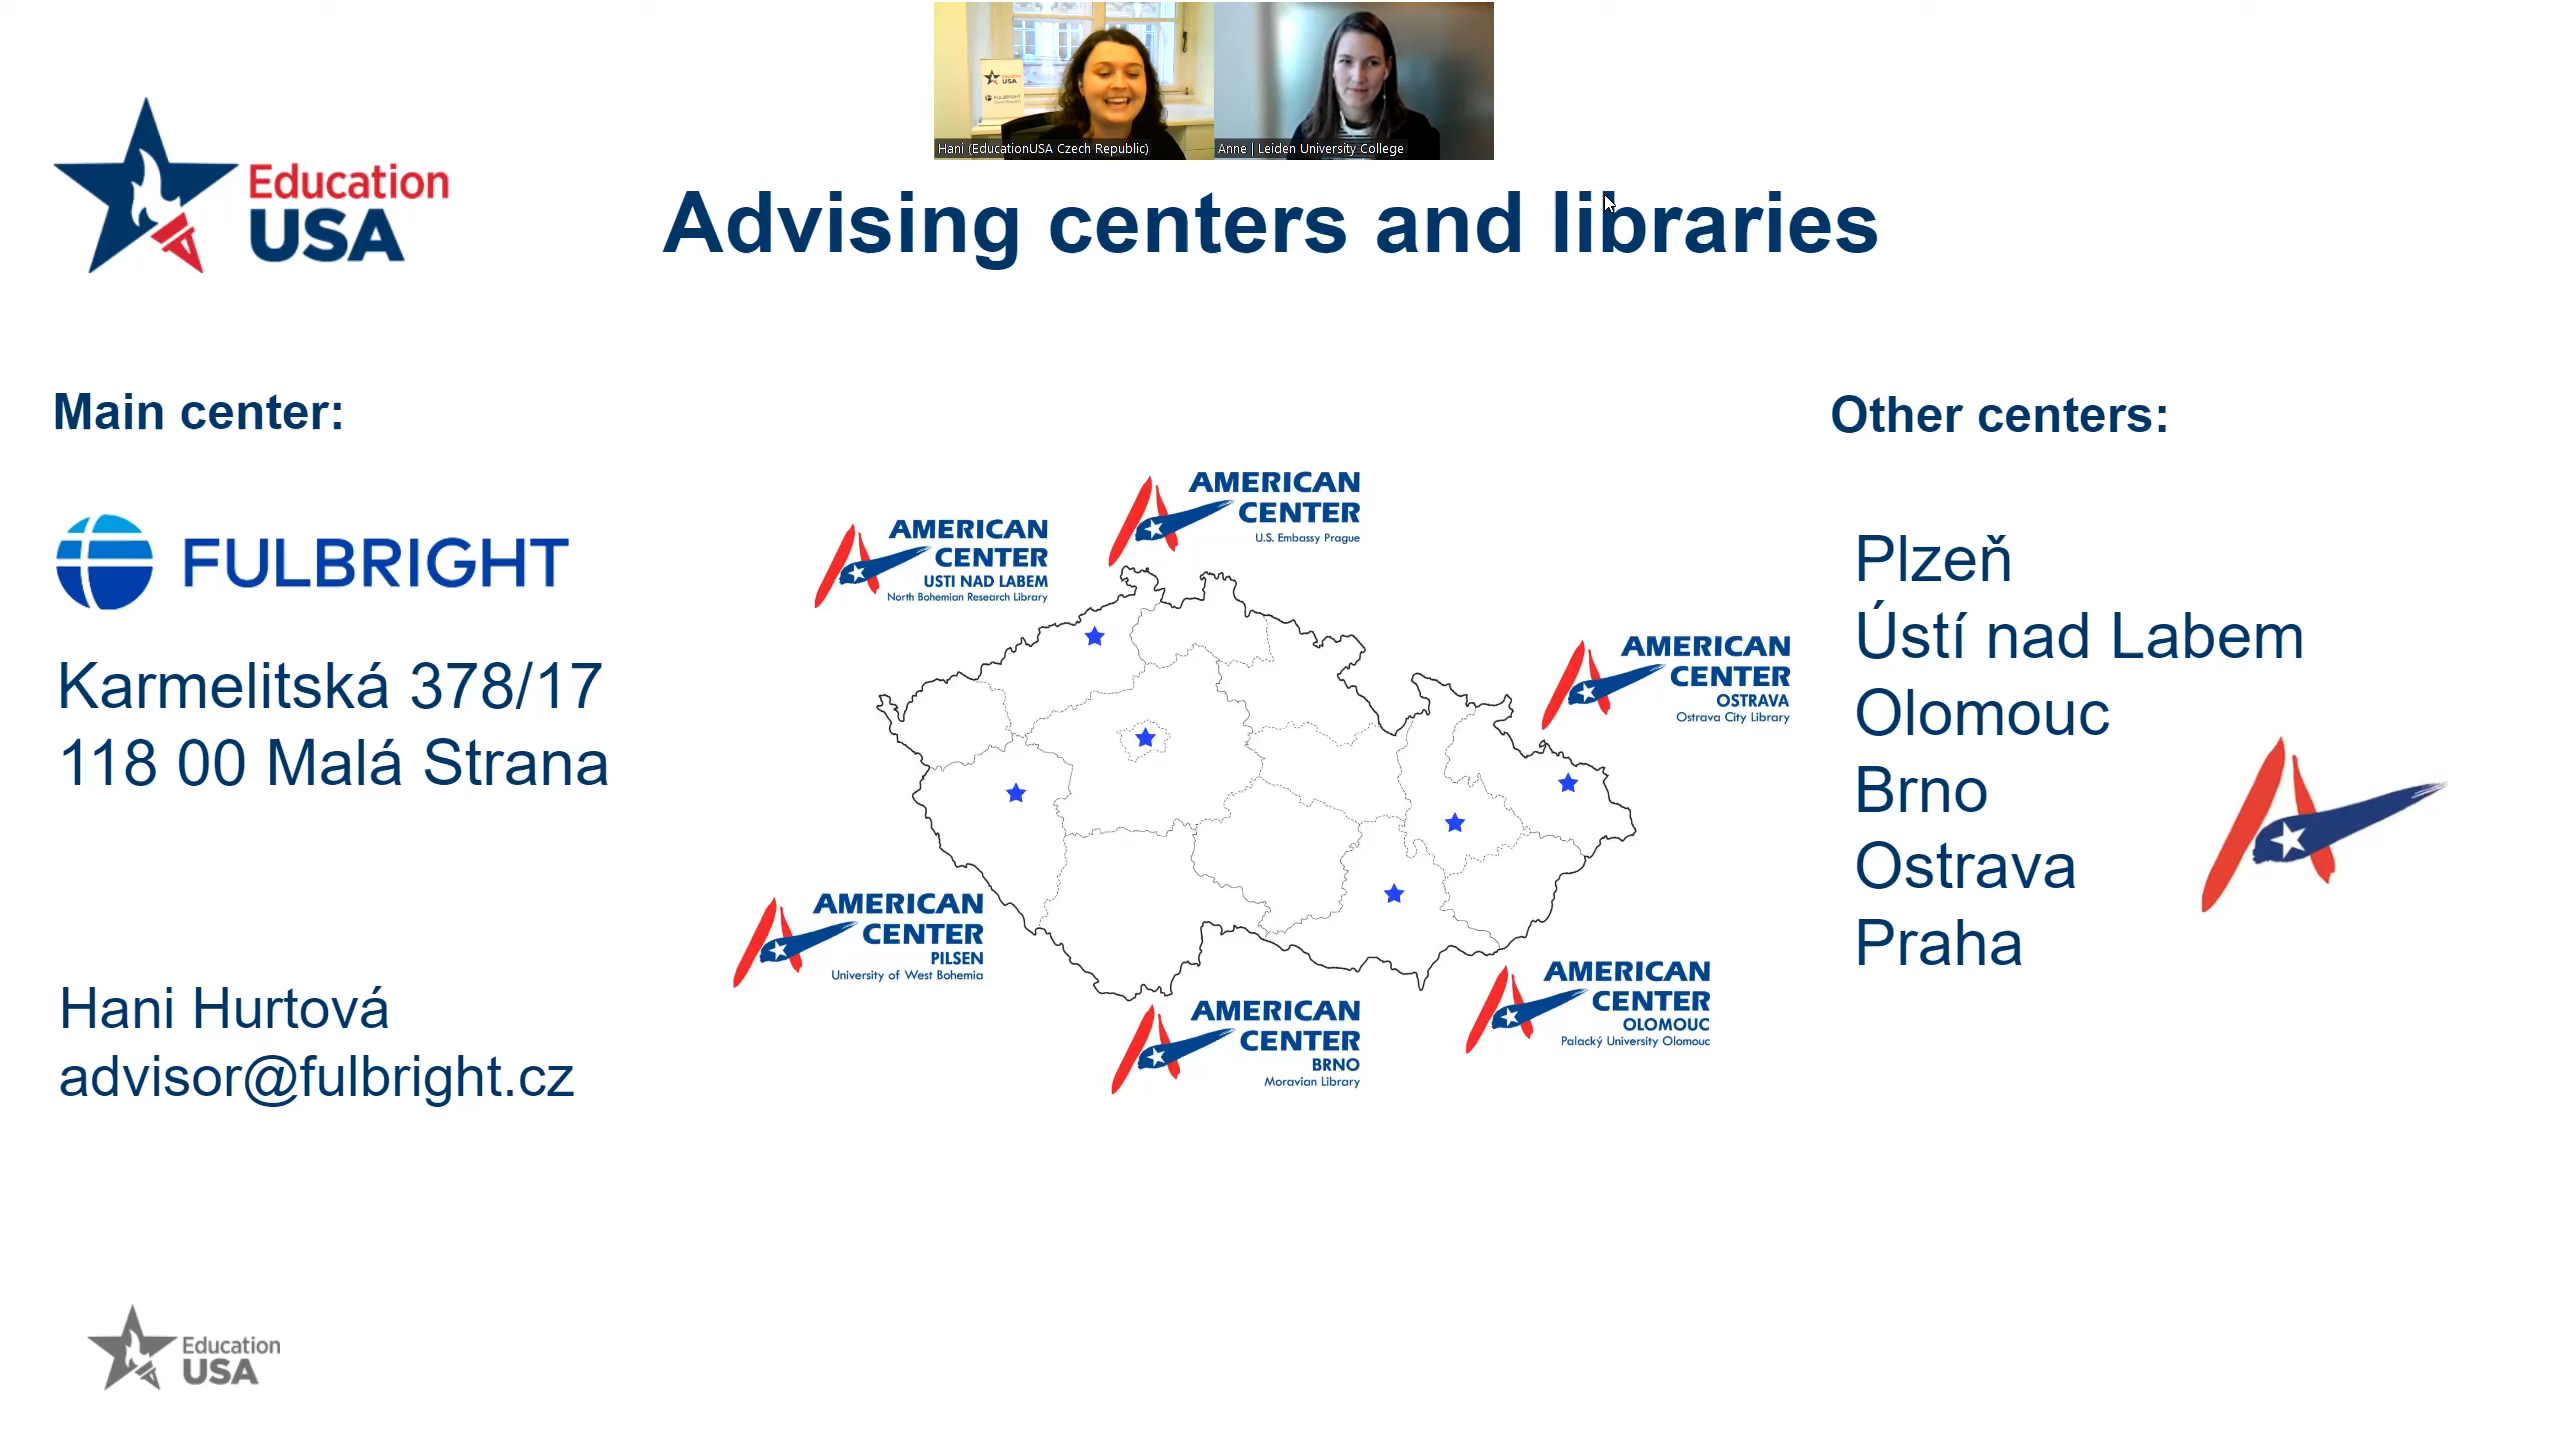 Education
USA
FULBRIGHT
Hani (EducationUSA Czech Republic)
Anne | Leiden University College
Education
USA
Advising centers and libraries
Main center:
FULBRIGHT
Karmelitská 378/17
118 00 Malá Strana
Hani Hurtová
advisor@fulbright.cz
AMERICAN
CENTER
USTI NAD LABEM
North Bohemian Research Library
AMERICAN
CENTER
U.S. Embassy Prague
AMERICAN
CENTER
OSTRAVA
Ostrava City Library
AMERICAN
CENTER
PILSEN
University of West Bohemia
AMERICAN
CENTER
BRNO
Moravian Library
AMERICAN
CENTER
OLOMOUC
Palacký University Olomouc
Other centers:
Plzeň
Ústí nad Labem
Olomouc
Brno
Ostrava
Praha
Education
USA